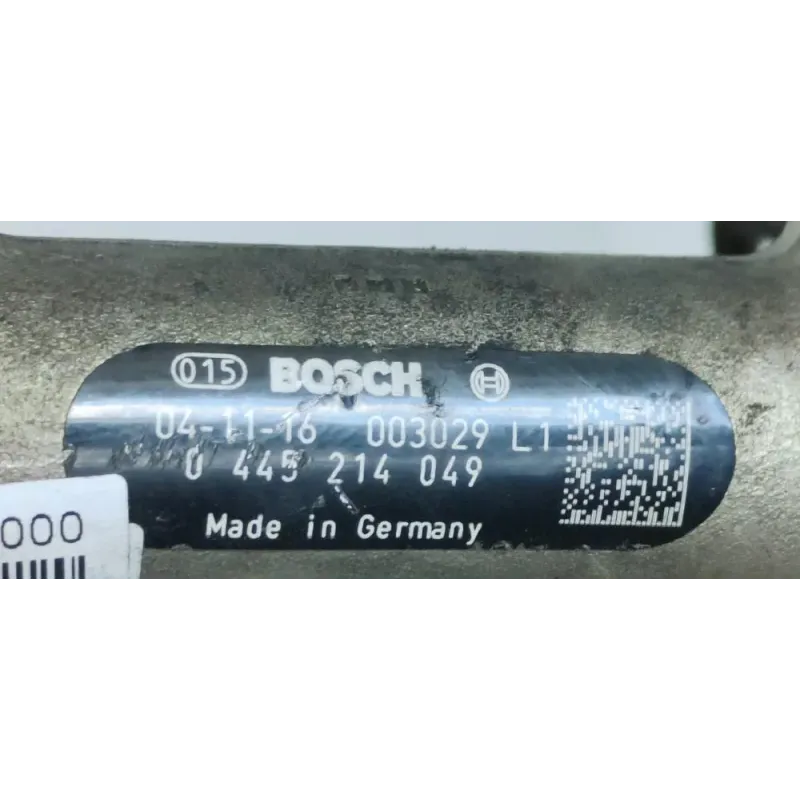 015 BOSCH
04-11-16 003029 L1
0 445 214 049
Made in Germany
000